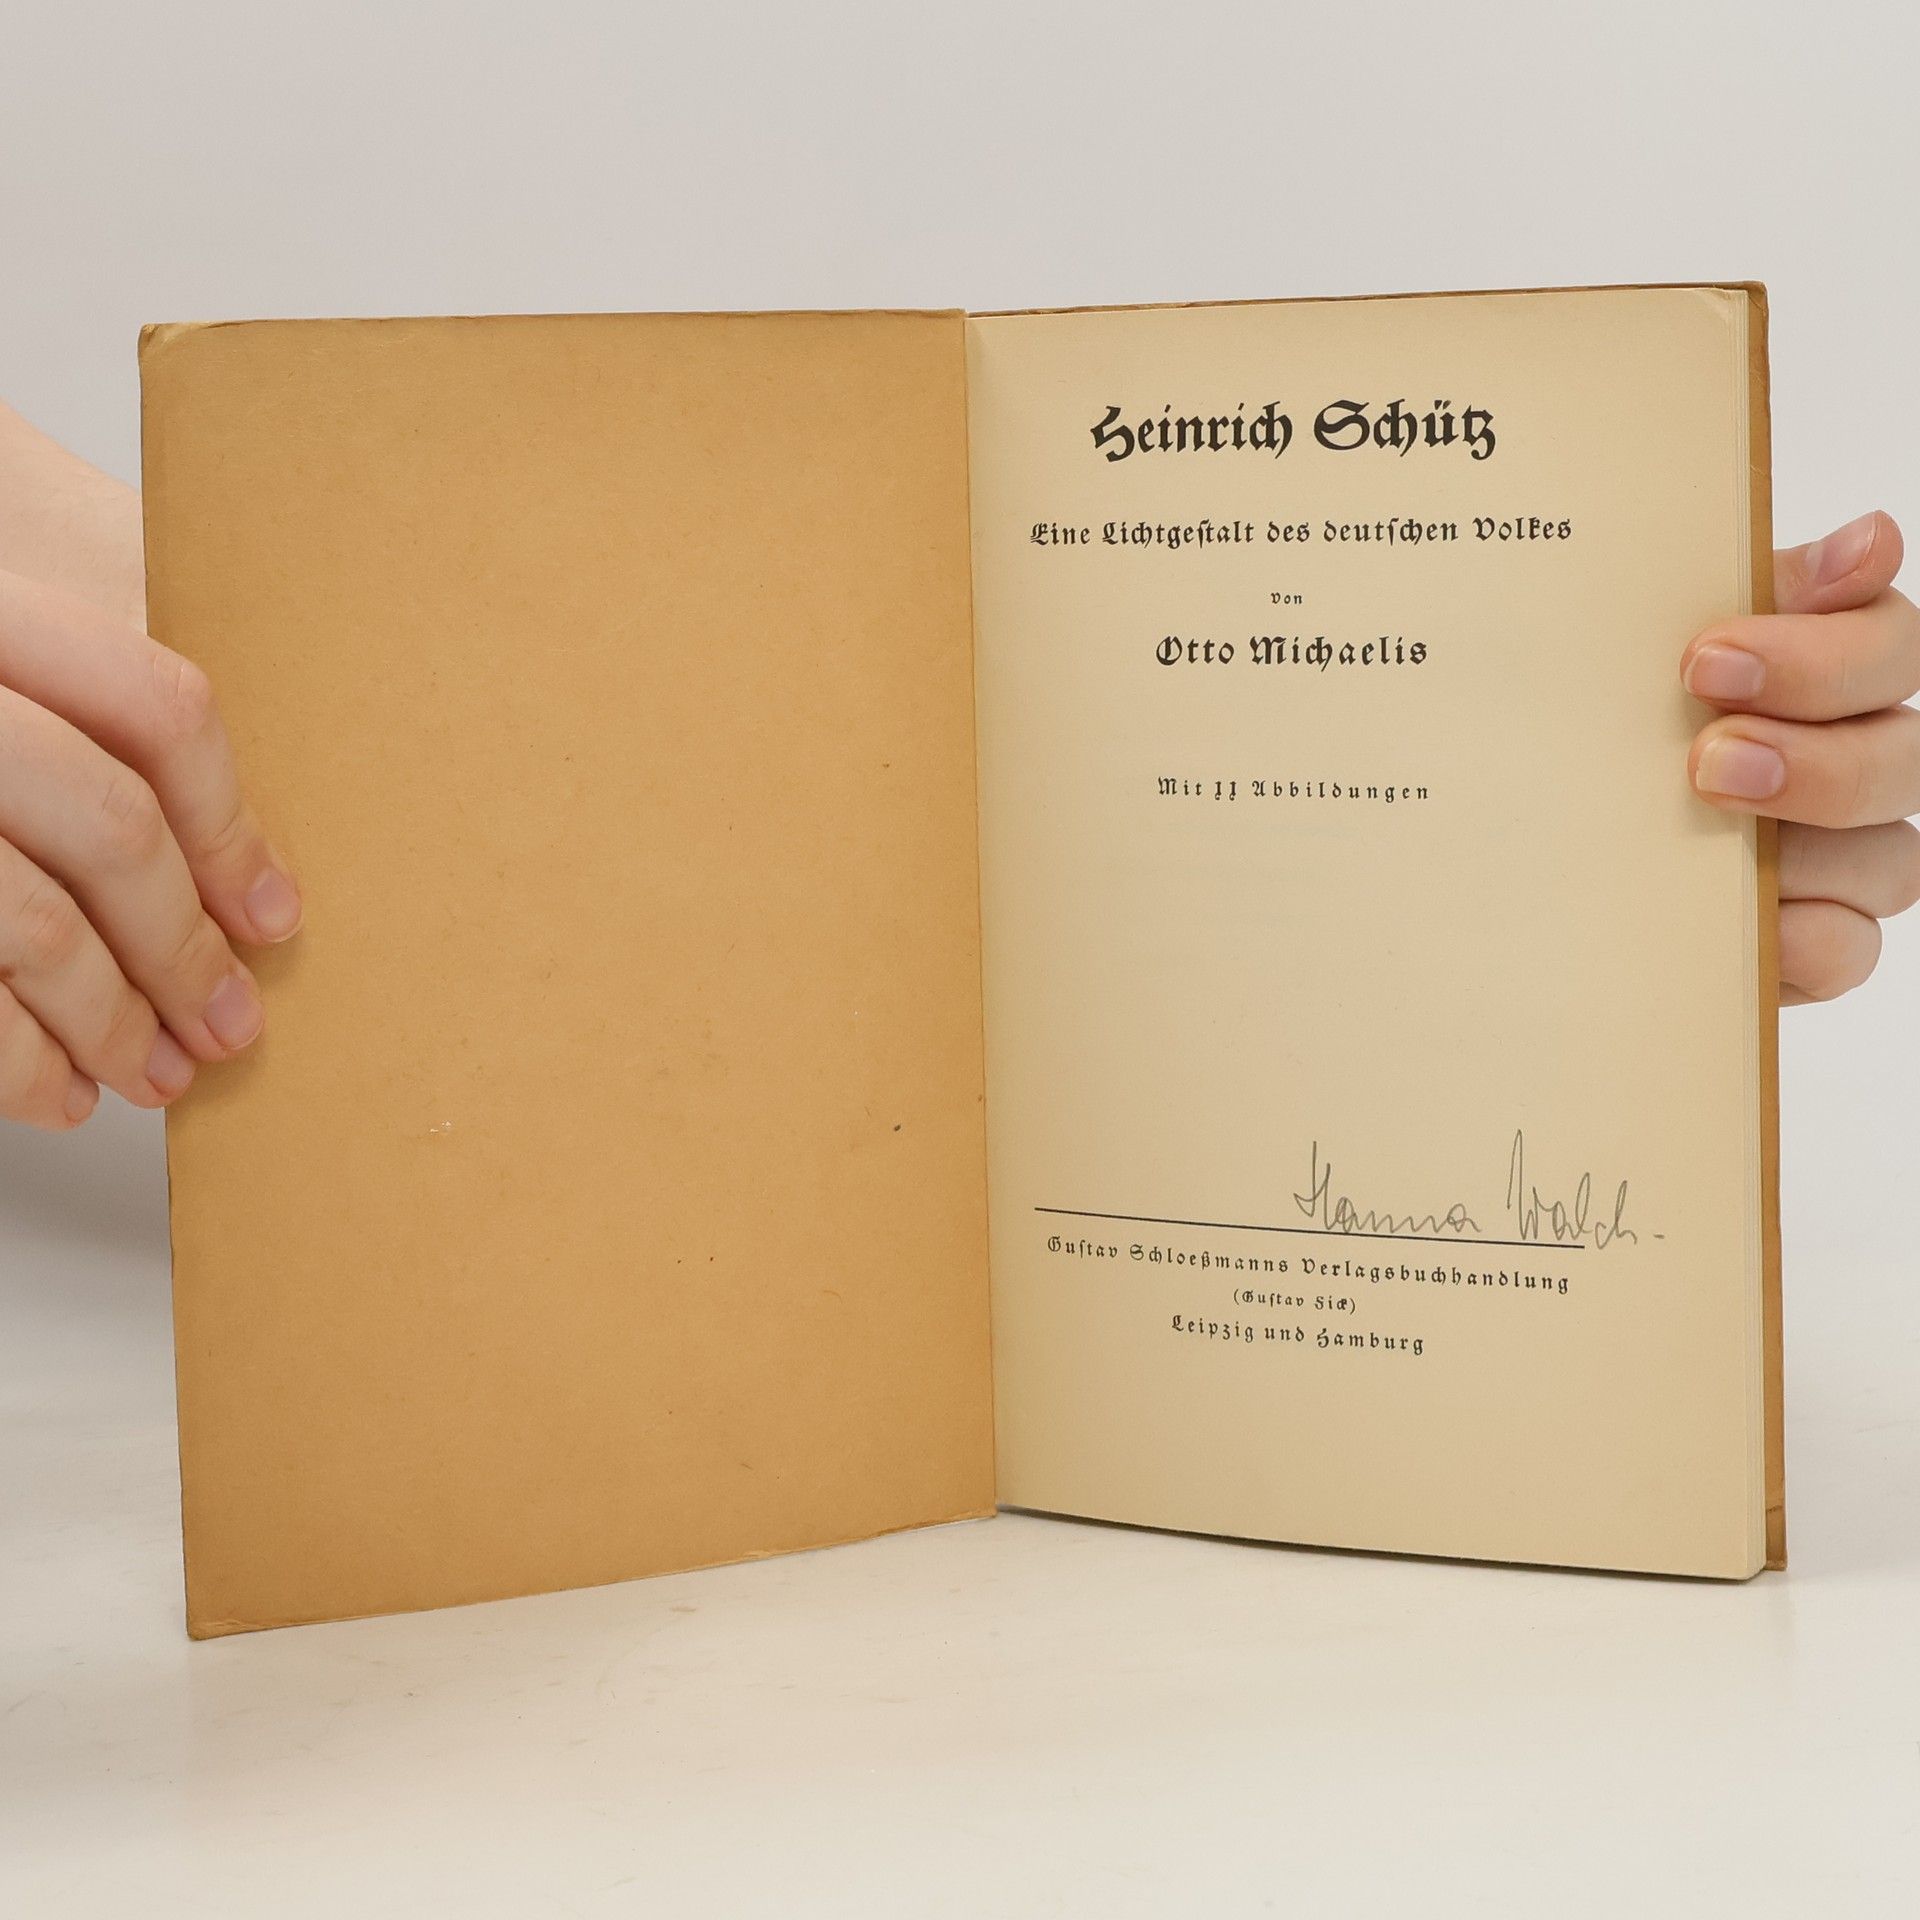 Heinrich Schütz
Eine Lichtgeſtalt des deutſchen Volkes
von
Otto Michaelis
Mit 11 Abbildungen
Hanna Walch-
Guſtav Schloeßmanns Verlagsbuchhandlung
(Guſtav Fick)
Leipzig und Hamburg